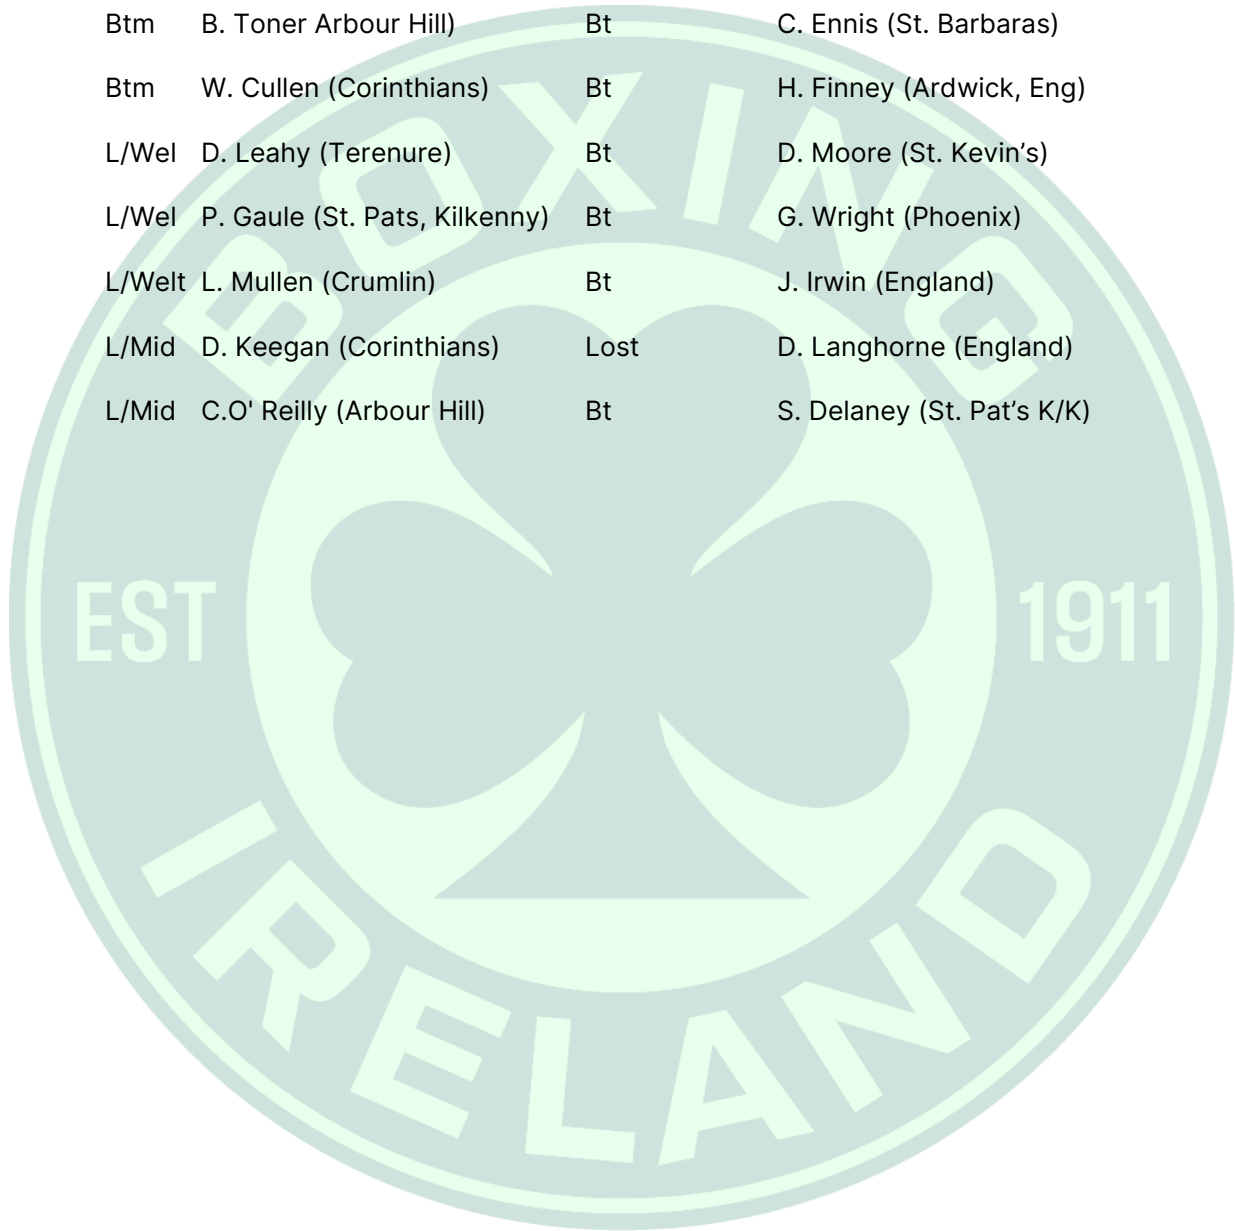 Btm B. Toner Arbour Hill) Bt C. Ennis (St. Barbaras)
Btm W. Cullen (Corinthians) Bt H. Finney (Ardwick, Eng)
L/Wel D. Leahy (Terenure) Bt D. Moore (St. Kevin’s)
L/Wel P. Gaule (St. Pats, Kilkenny) Bt G. Wright (Phoenix)
L/Welt L. Mullen (Crumlin) Bt J. Irwin (England)
L/Mid D. Keegan (Corinthians) Lost D. Langhorne (England)
L/Mid C.O' Reilly (Arbour Hill) Bt S. Delaney (St. Pat’s K/K)
BOXING
EST 1911
IRELAND